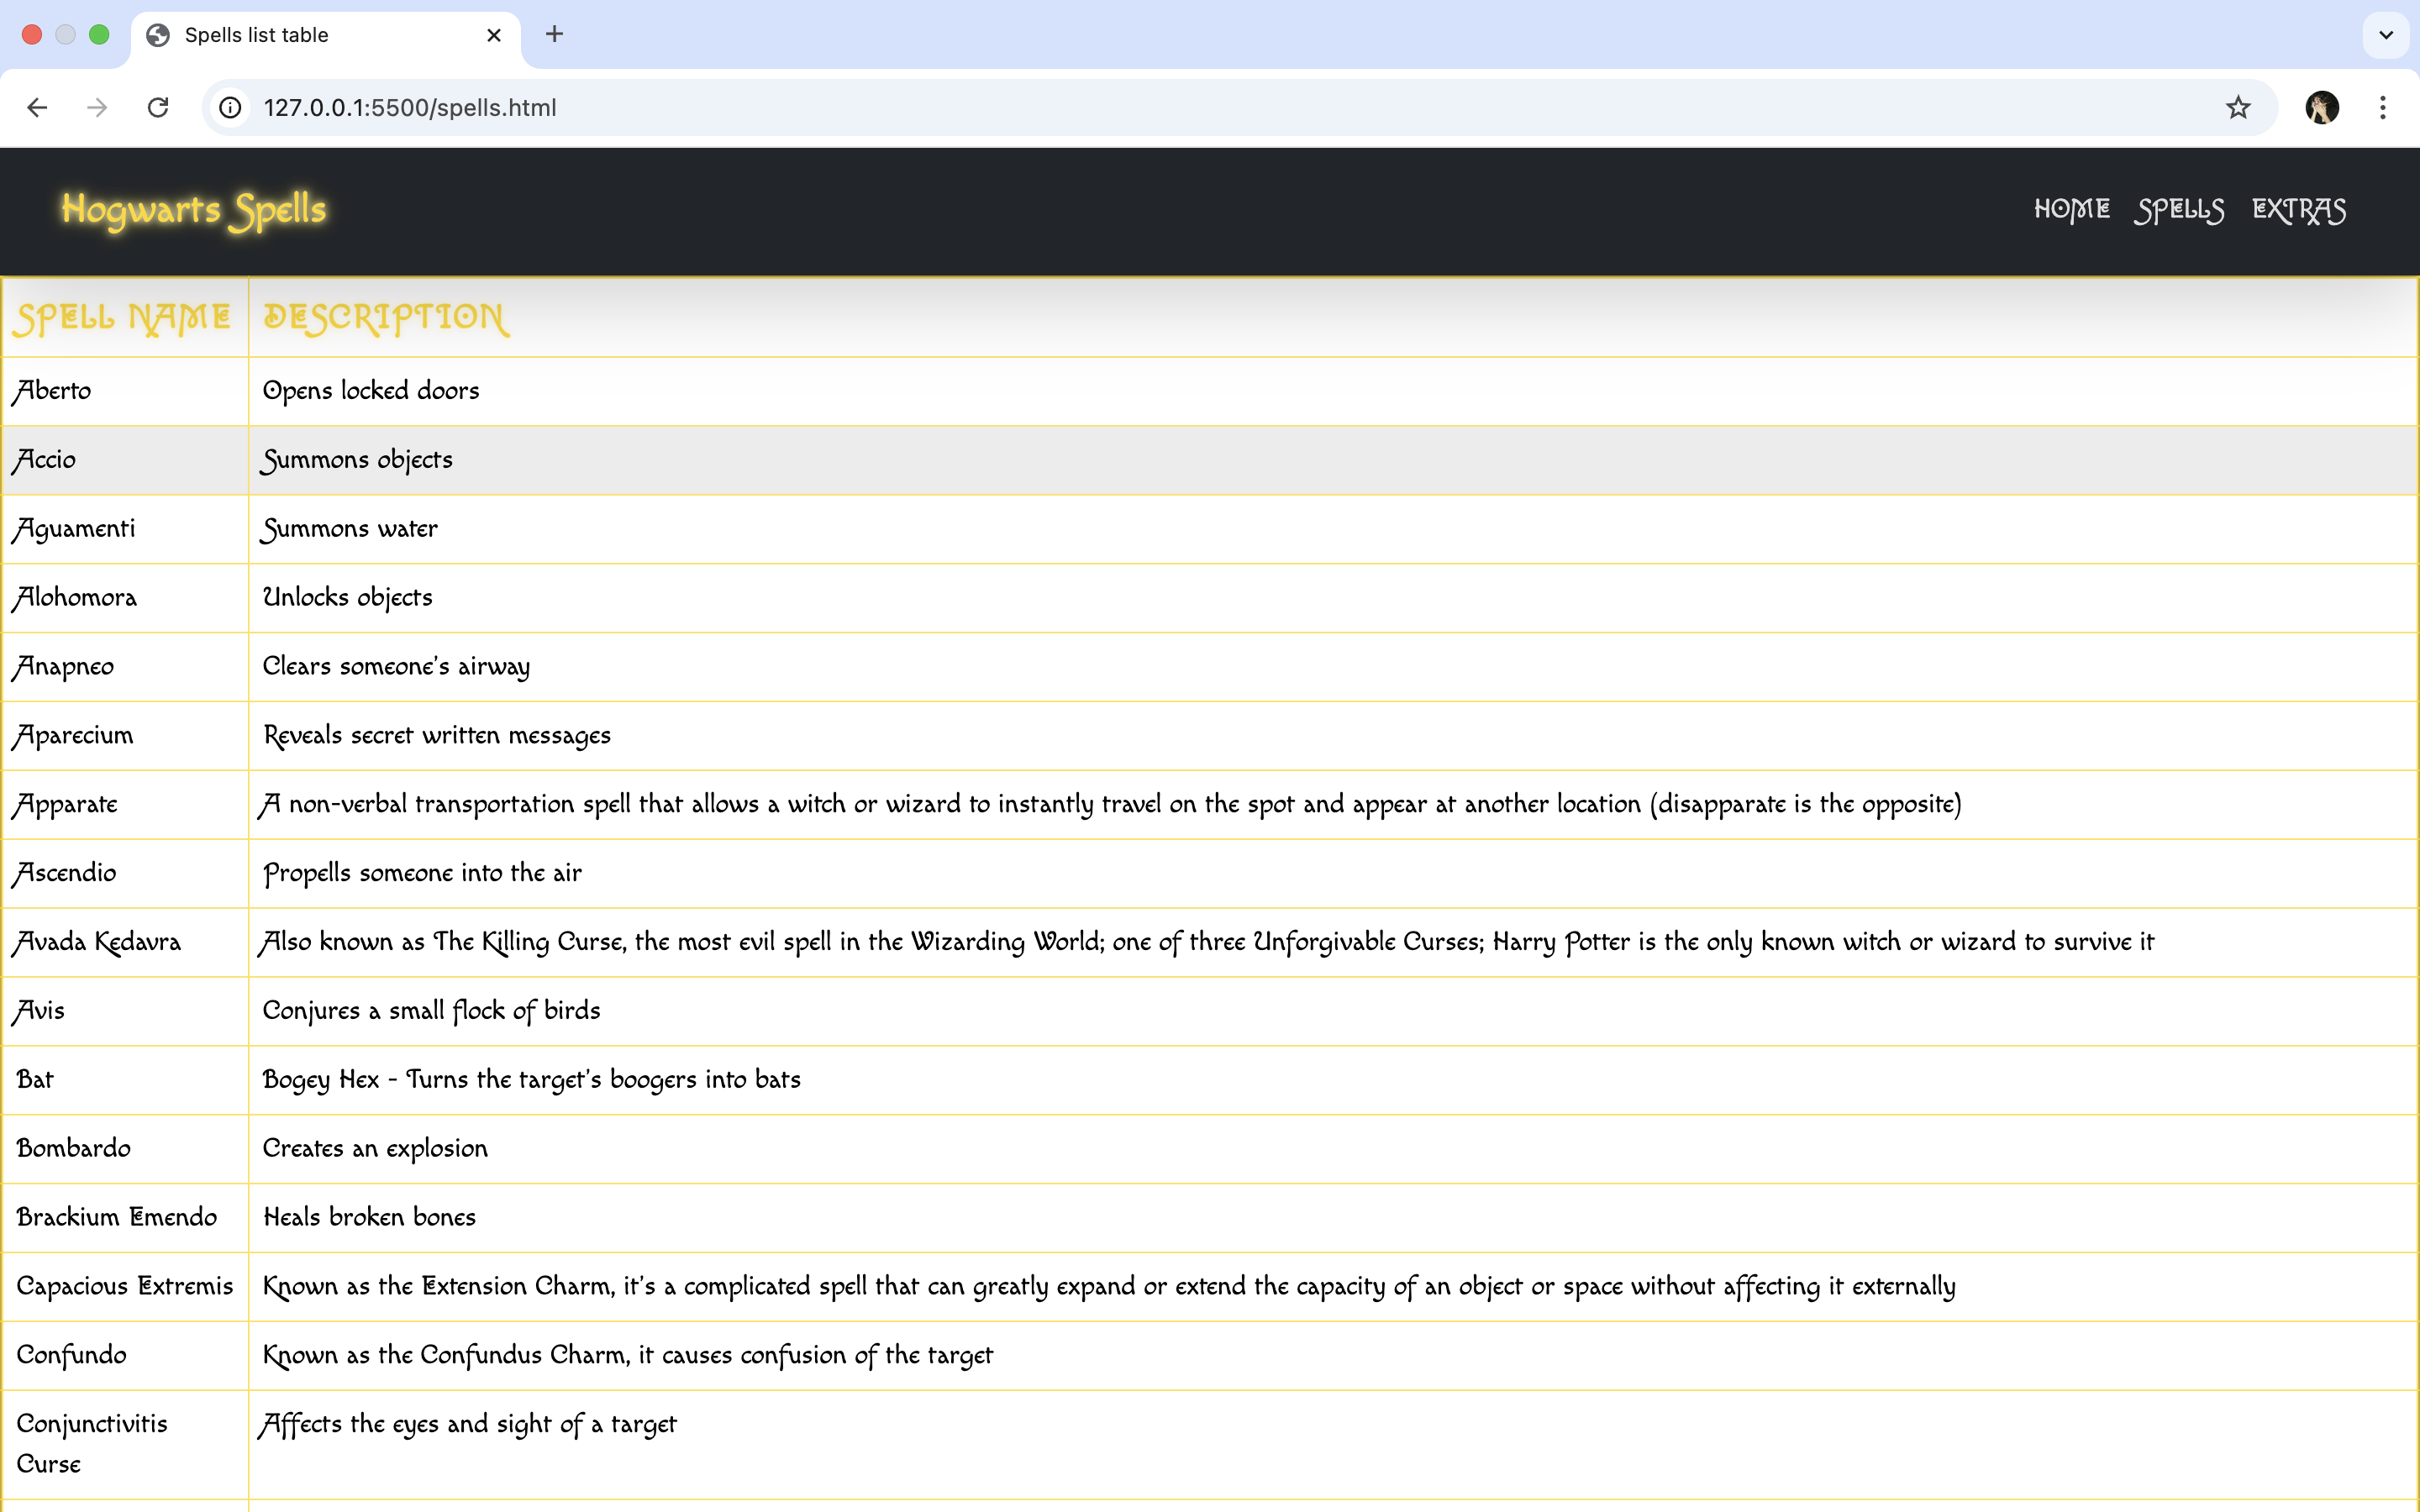 Spells list table
127.0.0.1:5500/spells.html
Hogwarts Spells
HOME SPELLS EXTRAS
SPELL NAME DESCRIPTION
Aberto Opens locked doors
Accio Summons objects
Aguamenti Summons water
Alohomora Unlocks objects
Anapneo Clears someone's airway
Aparecium Reveals secret written messages
Apparate A non-verbal transportation spell that allows a witch or wizard to instantly travel on the spot and appear at another location (disapparate is the opposite)
Ascendio Propells someone into the air
Avada Kedavra Also known as The Killing Curse, the most evil spell in the Wizarding World; one of three Unforgivable Curses; Harry Potter is the only known witch or wizard to survive it
Avis Conjures a small flock of birds
Bat Bogey Hex - Turns the target's boogers into bats
Bombardo Creates an explosion
Brackium Emendo Heals broken bones
Capacious Extremis Known as the Extension Charm, it's a complicated spell that can greatly expand or extend the capacity of an object or space without affecting it externally
Confundo Known as the Confundus Charm, it causes confusion of the target
Conjunctivitis Affects the eyes and sight of a target
Curse